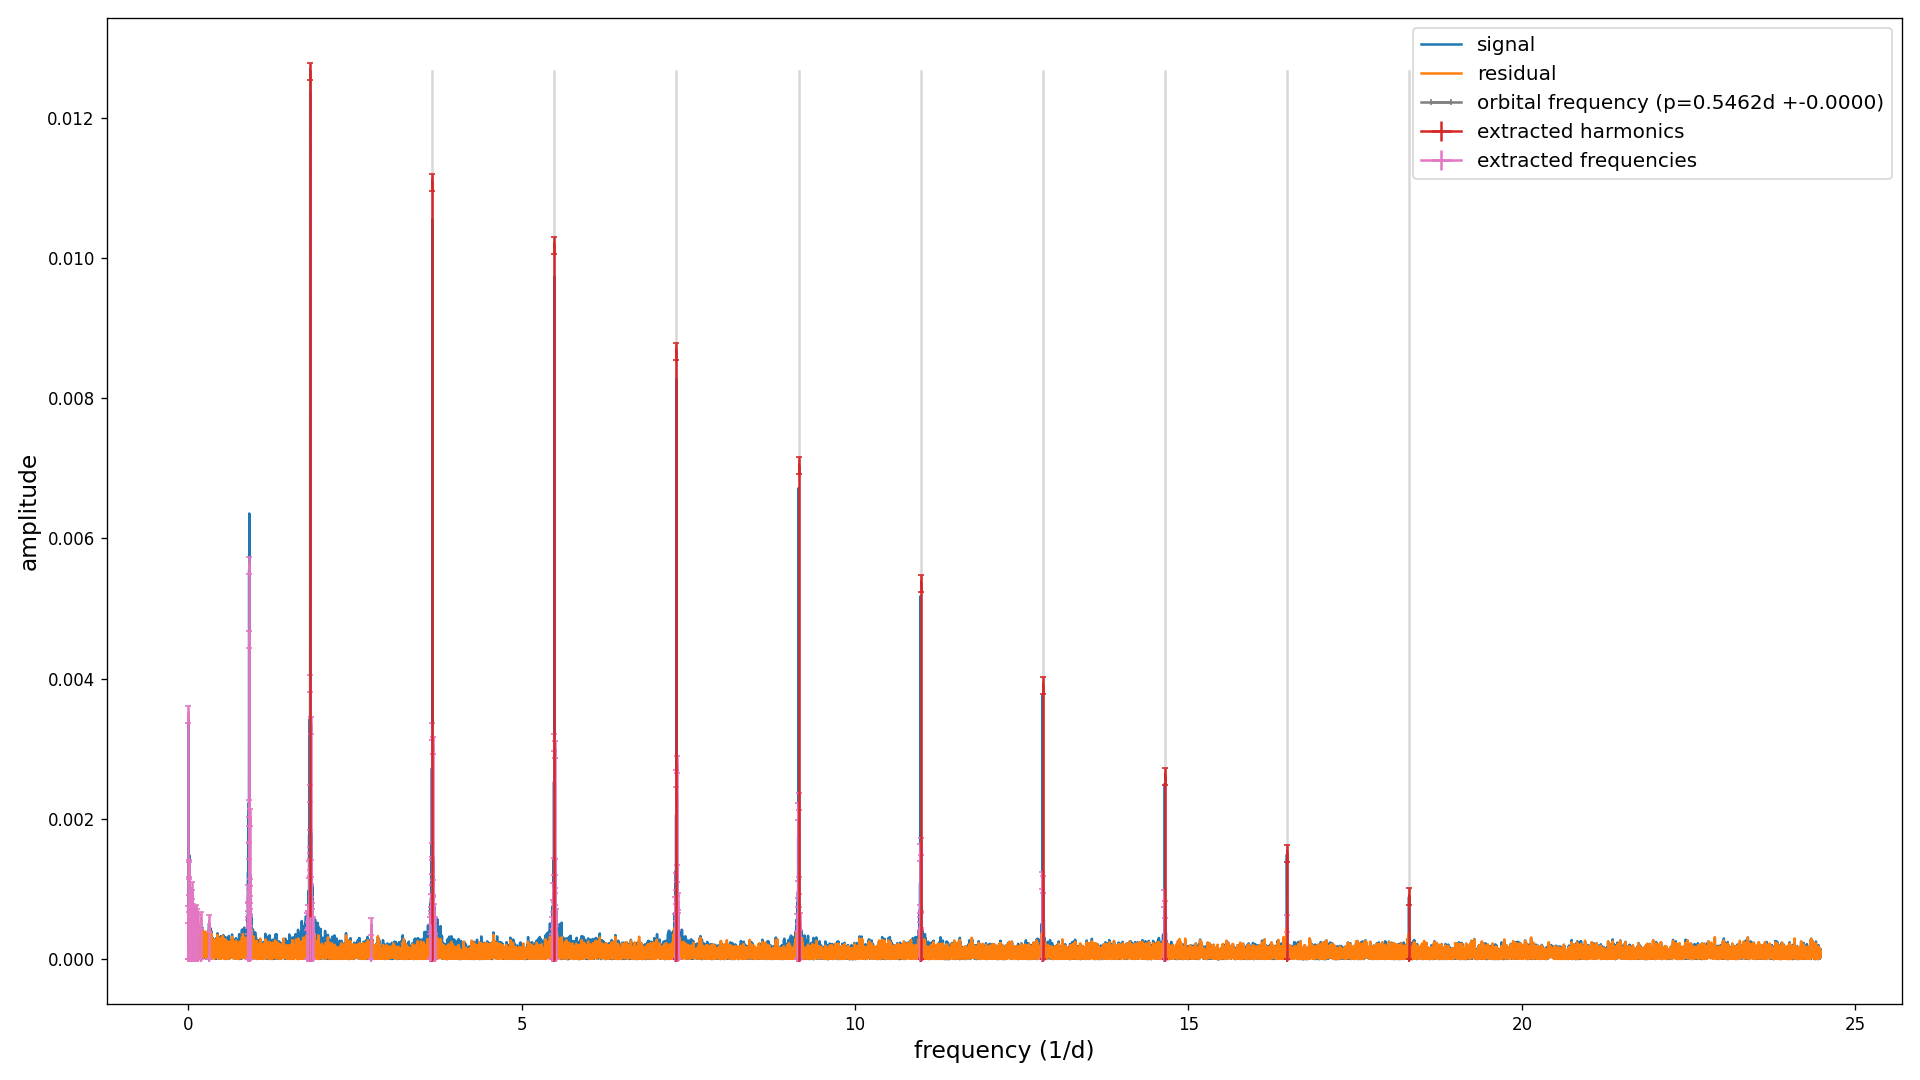 signal
residual
orbital frequency (p=0.5462d +-0.0000)
extracted harmonics
extracted frequencies
0.012
0.010
0.008
0.006
0.004
0.002
0.000
amplitude
0 5 10 15 20 25
frequency (1/d)